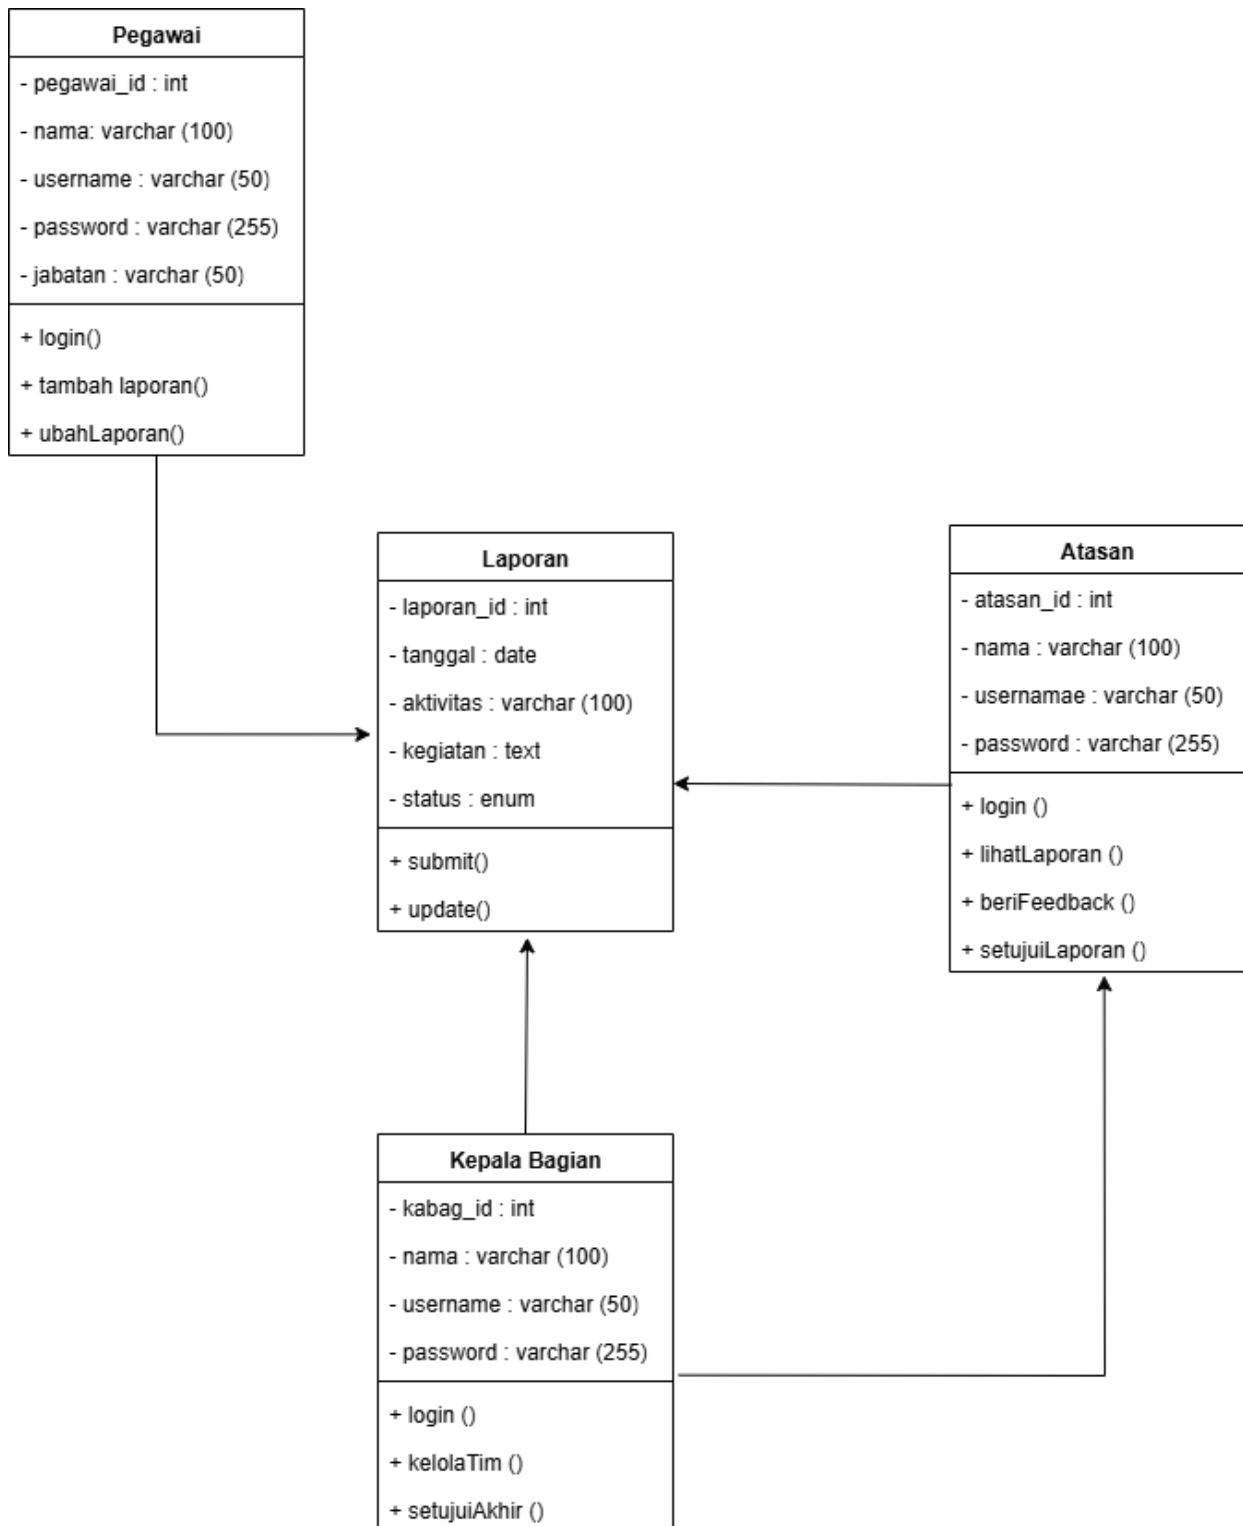 Pegawai
- pegawai_id : int
- nama: varchar (100)
- username : varchar (50)
- password : varchar (255)
- jabatan : varchar (50)
+ login()
+ tambah laporan()
+ ubahLaporan()
Laporan
- laporan_id : int
- tanggal : date
- aktivitas : varchar (100)
- kegiatan : text
- status : enum
+ submit()
+ update()
Atasan
- atasan_id : int
- nama : varchar (100)
- usernamae : varchar (50)
- password : varchar (255)
+ login ()
+ lihatLaporan ()
+ beriFeedback ()
+ setujuiLaporan ()
Kepala Bagian
- kabag_id : int
- nama : varchar (100)
- username : varchar (50)
- password : varchar (255)
+ login ()
+ kelolaTim ()
+ setujuiAkhir ()